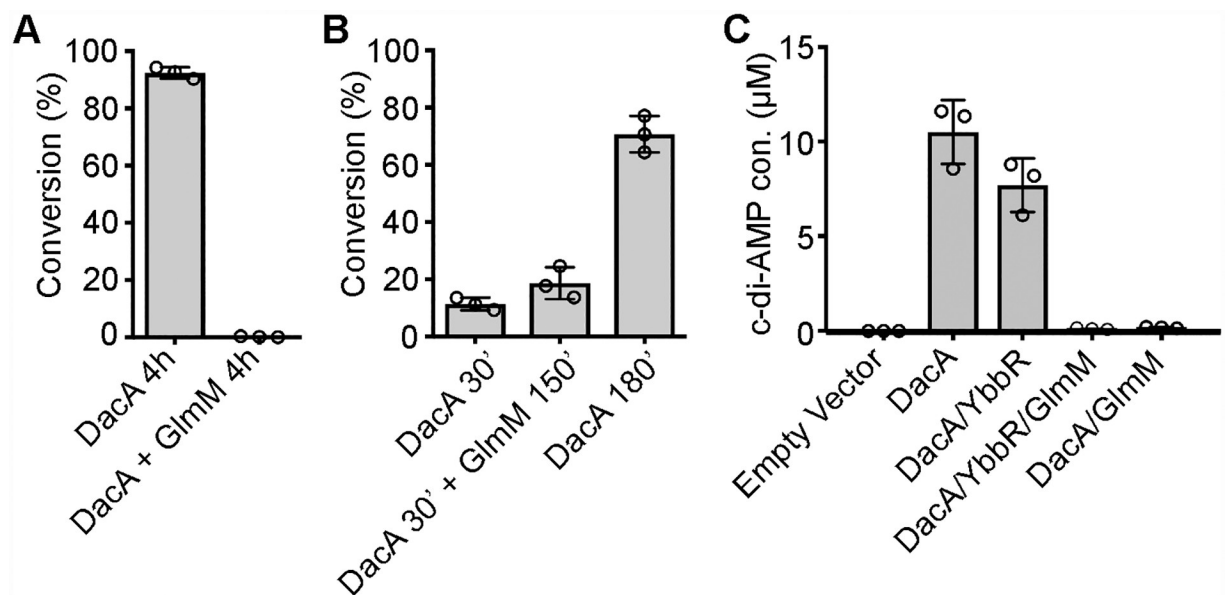 A
Conversion (%)
100
80
60
40
20
0
DacA 4h
DacA + GlmM 4h
B
Conversion (%)
100
80
60
40
20
0
DacA 30'
DacA 30' + GlmM 150'
DacA 180'
C
c-di-AMP con. (µM)
15
10
5
0
Empty Vector
DacA
DacA/YbbR
DacA/YbbR/GlmM
DacA/GlmM